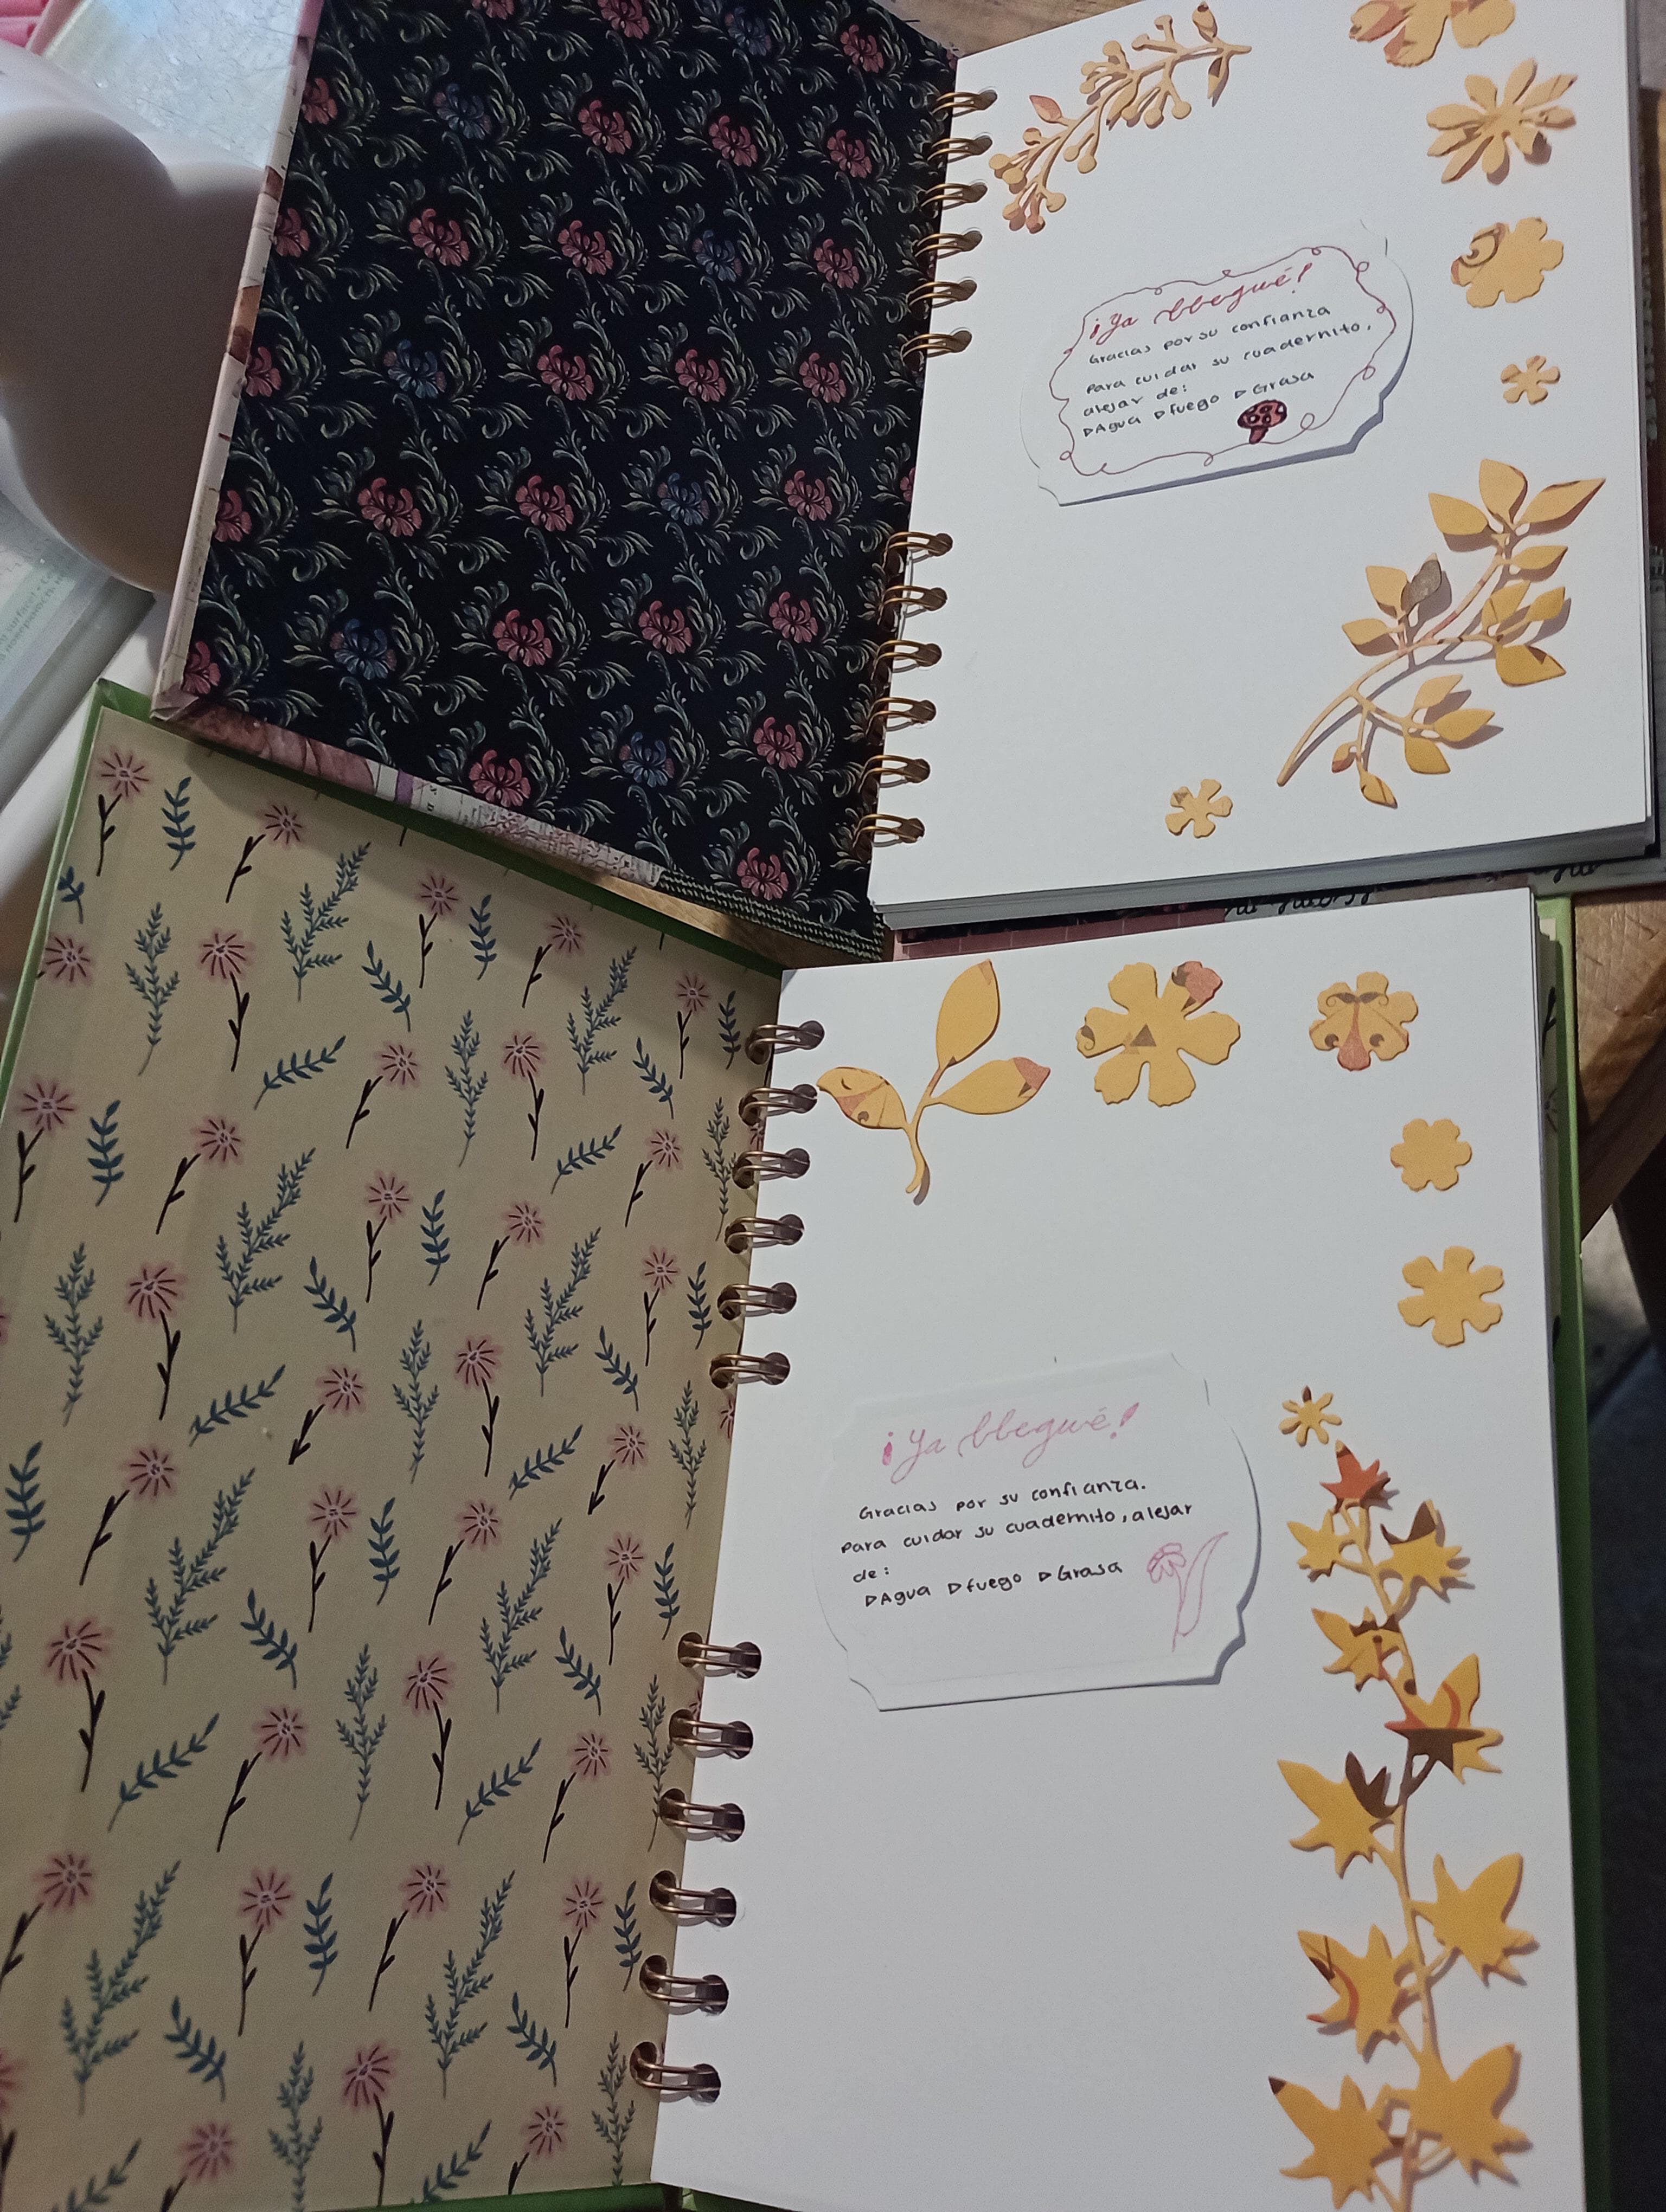 ¡Ya llegué!
Gracias por su confianza
para cuidar su cuadernito,
alejar de:
▷Agua ▷fuego ▷Grasa
¡Ya llegué!
Gracias por su confianza.
para cuidar su cuadernito, alejar
de:
▷Agua ▷fuego ▷Grasa